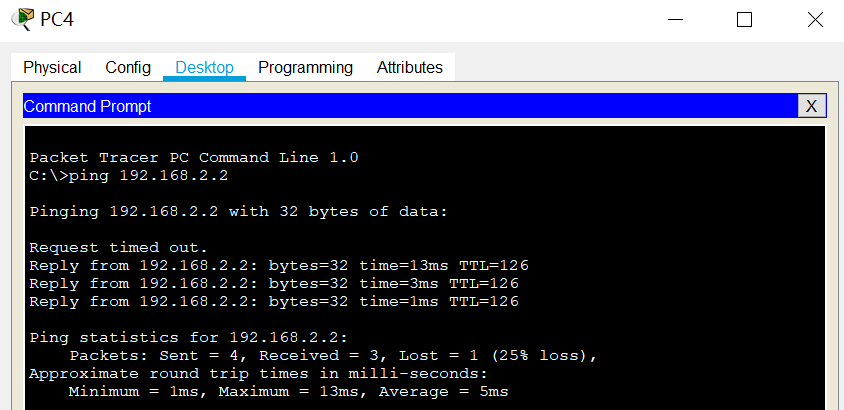 PC4
Physical Config Desktop Programming Attributes
Command Prompt X
Packet Tracer PC Command Line 1.0
C:\>ping 192.168.2.2
Pinging 192.168.2.2 with 32 bytes of data:
Request timed out.
Reply from 192.168.2.2: bytes=32 time=13ms TTL=126
Reply from 192.168.2.2: bytes=32 time=3ms TTL=126
Reply from 192.168.2.2: bytes=32 time=1ms TTL=126
Ping statistics for 192.168.2.2:
Packets: Sent = 4, Received = 3, Lost = 1 (25% loss),
Approximate round trip times in milli-seconds:
Minimum = 1ms, Maximum = 13ms, Average = 5ms